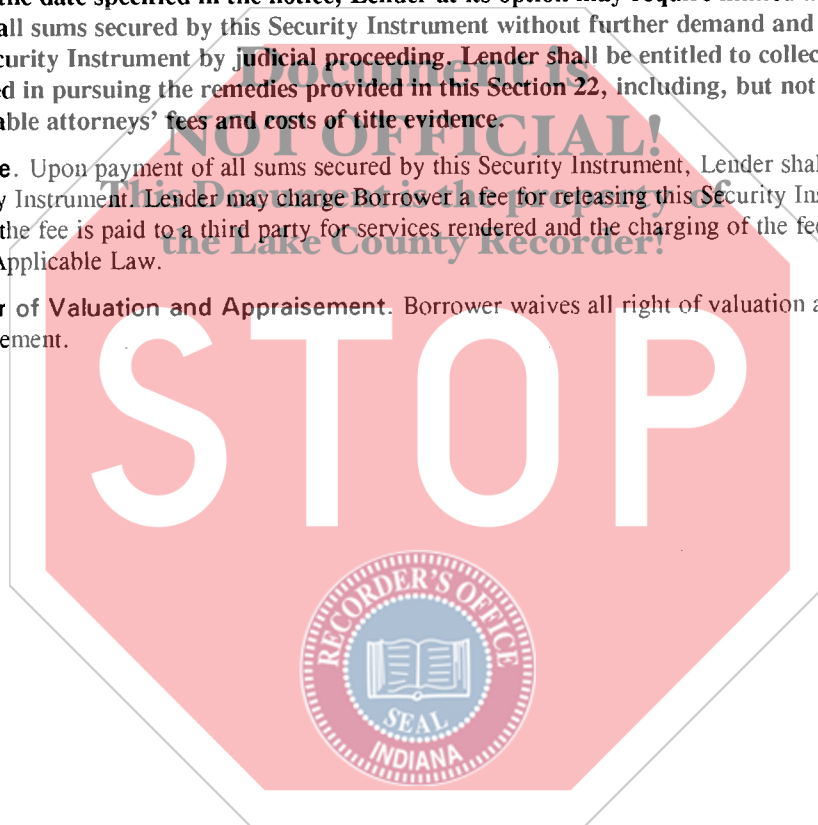 the date specified in the notice, Lender at its option may require
all sums secured by this Security Instrument without further demand and
curity Instrument by judicial proceeding. Lender shall be entitled to collec
d in pursuing the remedies provided in this Section 22, including, but not
able attorneys' fees and costs of title evidence.
e. Upon payment of all sums secured by this Security Instrument, Lender shal
y Instrument. Lender may charge Borrower a fee for releasing this Security Ins
the fee is paid to a third party for services rendered and the charging of the fe
Applicable Law.
r of Valuation and Appraisement. Borrower waives all right of valuation a
ement.
Document is
NOT OFFICIAL!
This Document is the property of
the Lake County Recorder!
STOP
RECORDER'S OFFICE
SEAL
INDIANA